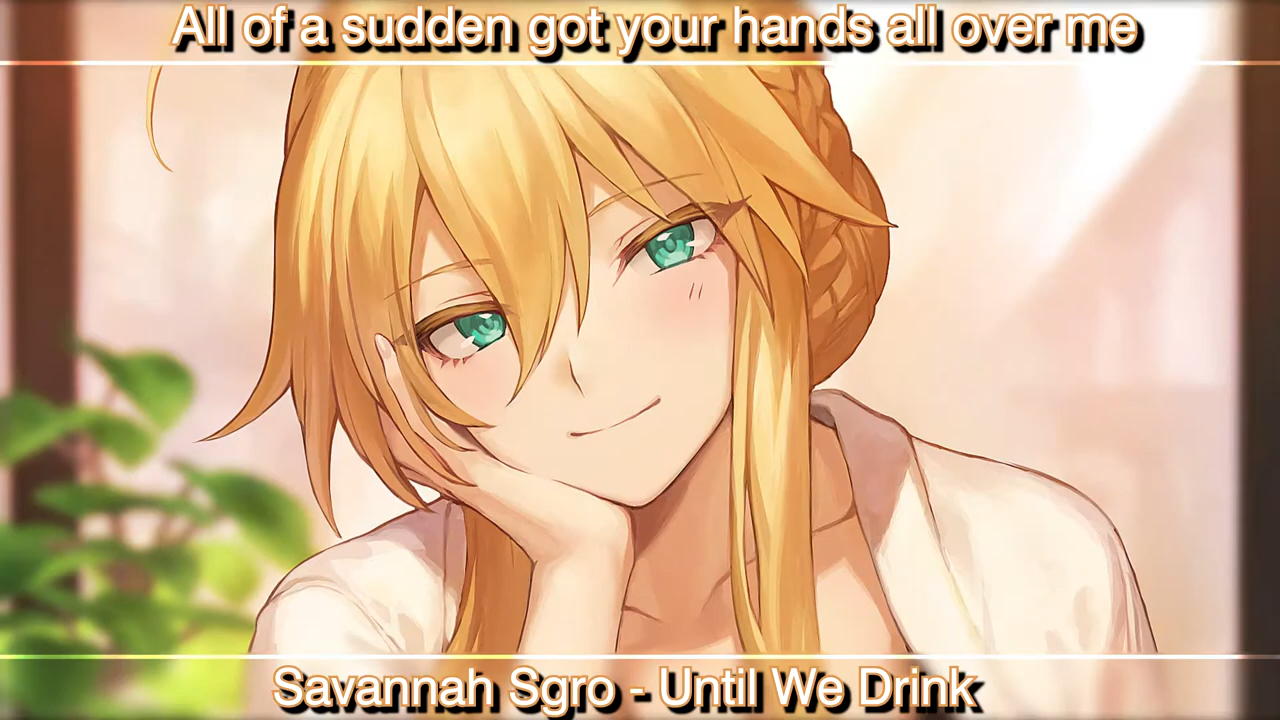 All of a sudden got your hands all over me
Savannah Sgro - Until We Drink